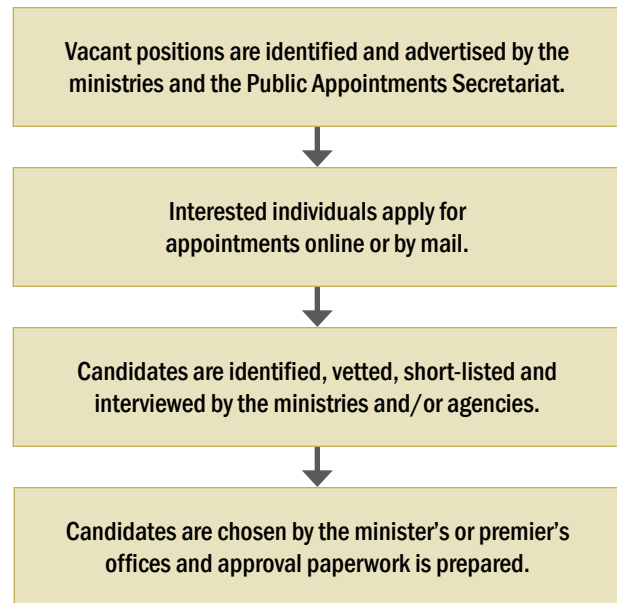 Vacant positions are identified and advertised by the
ministries and the Public Appointments Secretariat.
Interested individuals apply for
appointments online or by mail.
Candidates are identified, vetted, short-listed and
interviewed by the ministries and/or agencies.
Candidates are chosen by the minister’s or premier’s
offices and approval paperwork is prepared.